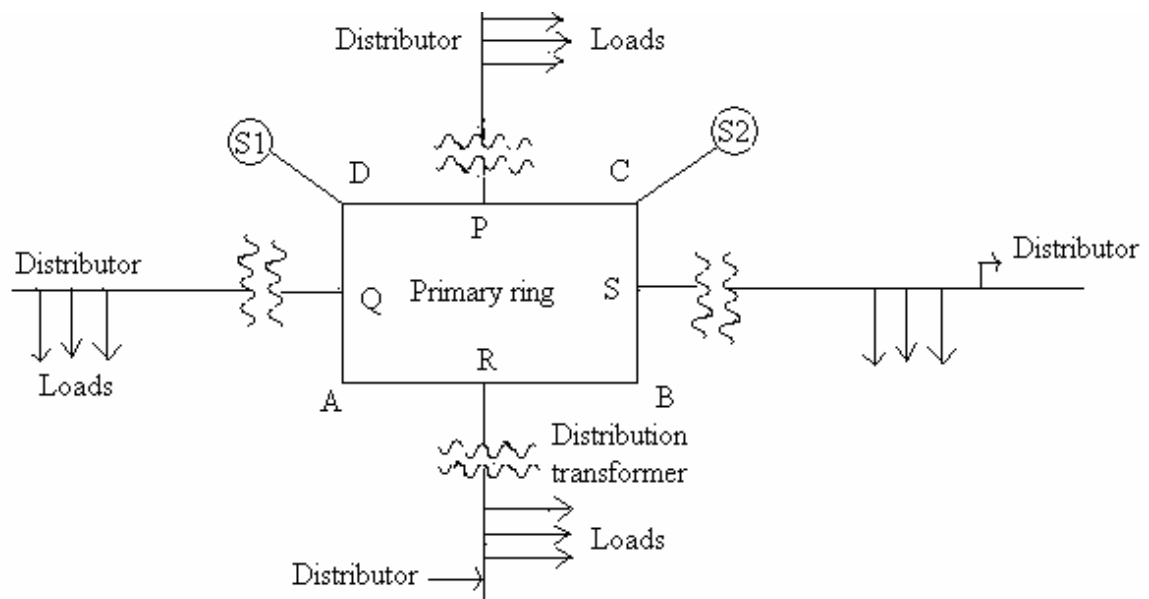 Distributor
Loads
S1
S2
D
C
P
Distributor
Distributor
Q
Primary ring
S
R
Loads
A
B
Distribution
transformer
Loads
Distributor